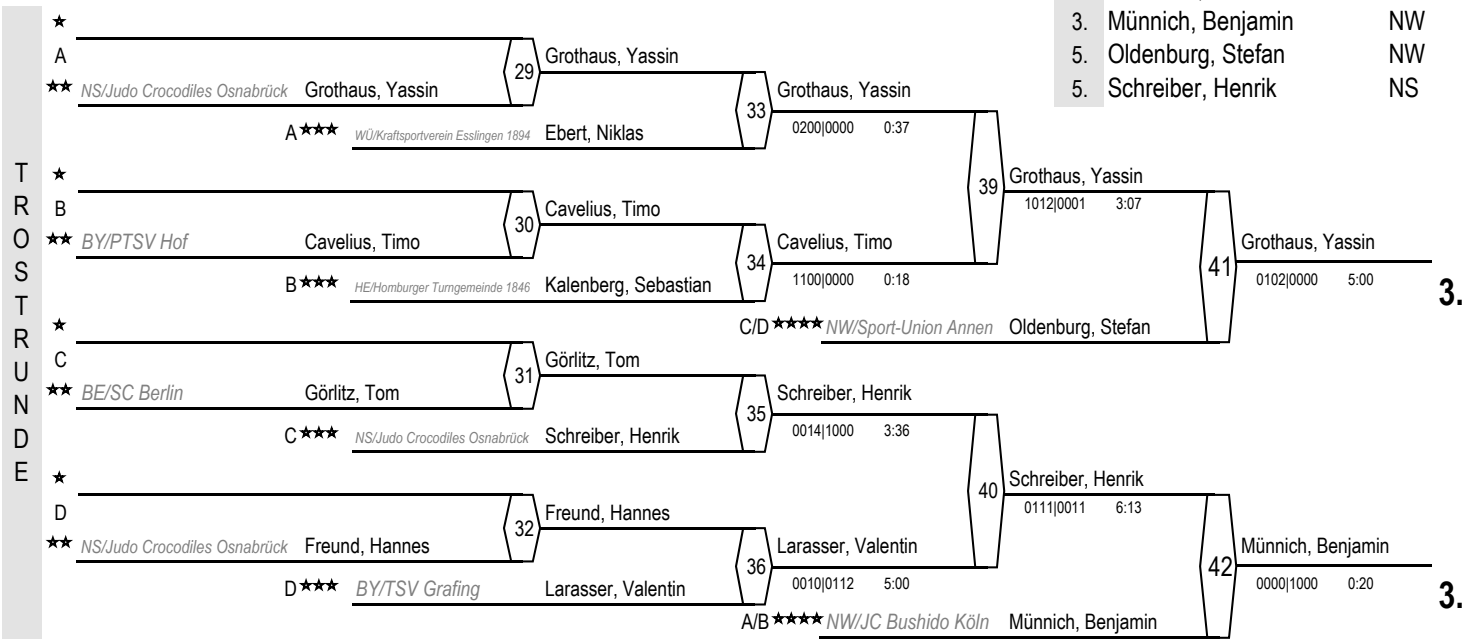 3. Münnich, Benjamin NW
5. Oldenburg, Stefan NW
5. Schreiber, Henrik NS
TROSTRUNDE
A
NS/Judo Crocodiles Osnabrück Grothaus, Yassin
29
Grothaus, Yassin
A WÜ/Kraftsportverein Esslingen 1894 Ebert, Niklas
33
Grothaus, Yassin
0200|0000 0:37
B
BY/PTSV Hof Cavelius, Timo
30
Cavelius, Timo
B HE/Homburger Turngemeinde 1846 Kalenberg, Sebastian
34
Cavelius, Timo
1100|0000 0:18
39
Grothaus, Yassin
1012|0001 3:07
C/D NW/Sport-Union Annen Oldenburg, Stefan
41
Grothaus, Yassin
0102|0000 5:00
3.
C
BE/SC Berlin Görlitz, Tom
31
Görlitz, Tom
C NS/Judo Crocodiles Osnabrück Schreiber, Henrik
35
Schreiber, Henrik
0014|1000 3:36
D
NS/Judo Crocodiles Osnabrück Freund, Hannes
32
Freund, Hannes
D BY/TSV Grafing Larasser, Valentin
36
Larasser, Valentin
0010|0112 5:00
40
Schreiber, Henrik
0111|0011 6:13
A/B NW/JC Bushido Köln Münnich, Benjamin
42
Münnich, Benjamin
0000|1000 0:20
3.